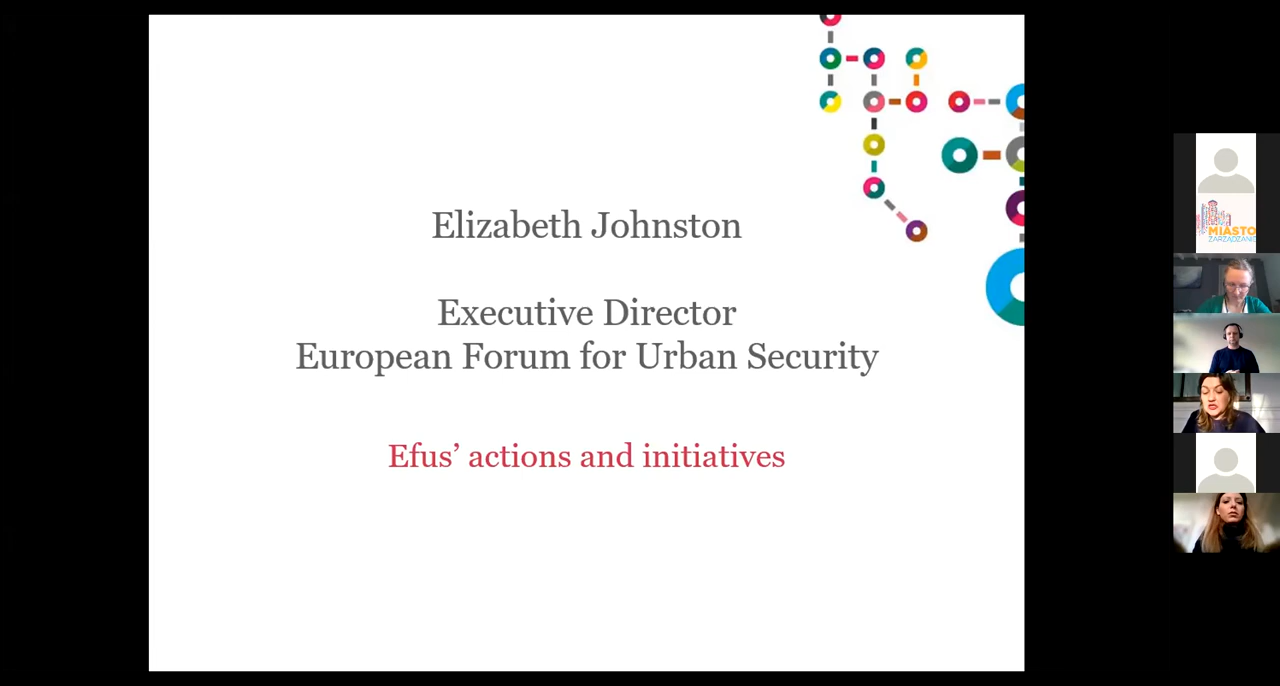 Elizabeth Johnston
Executive Director
European Forum for Urban Security
Efus’ actions and initiatives
MIASTO